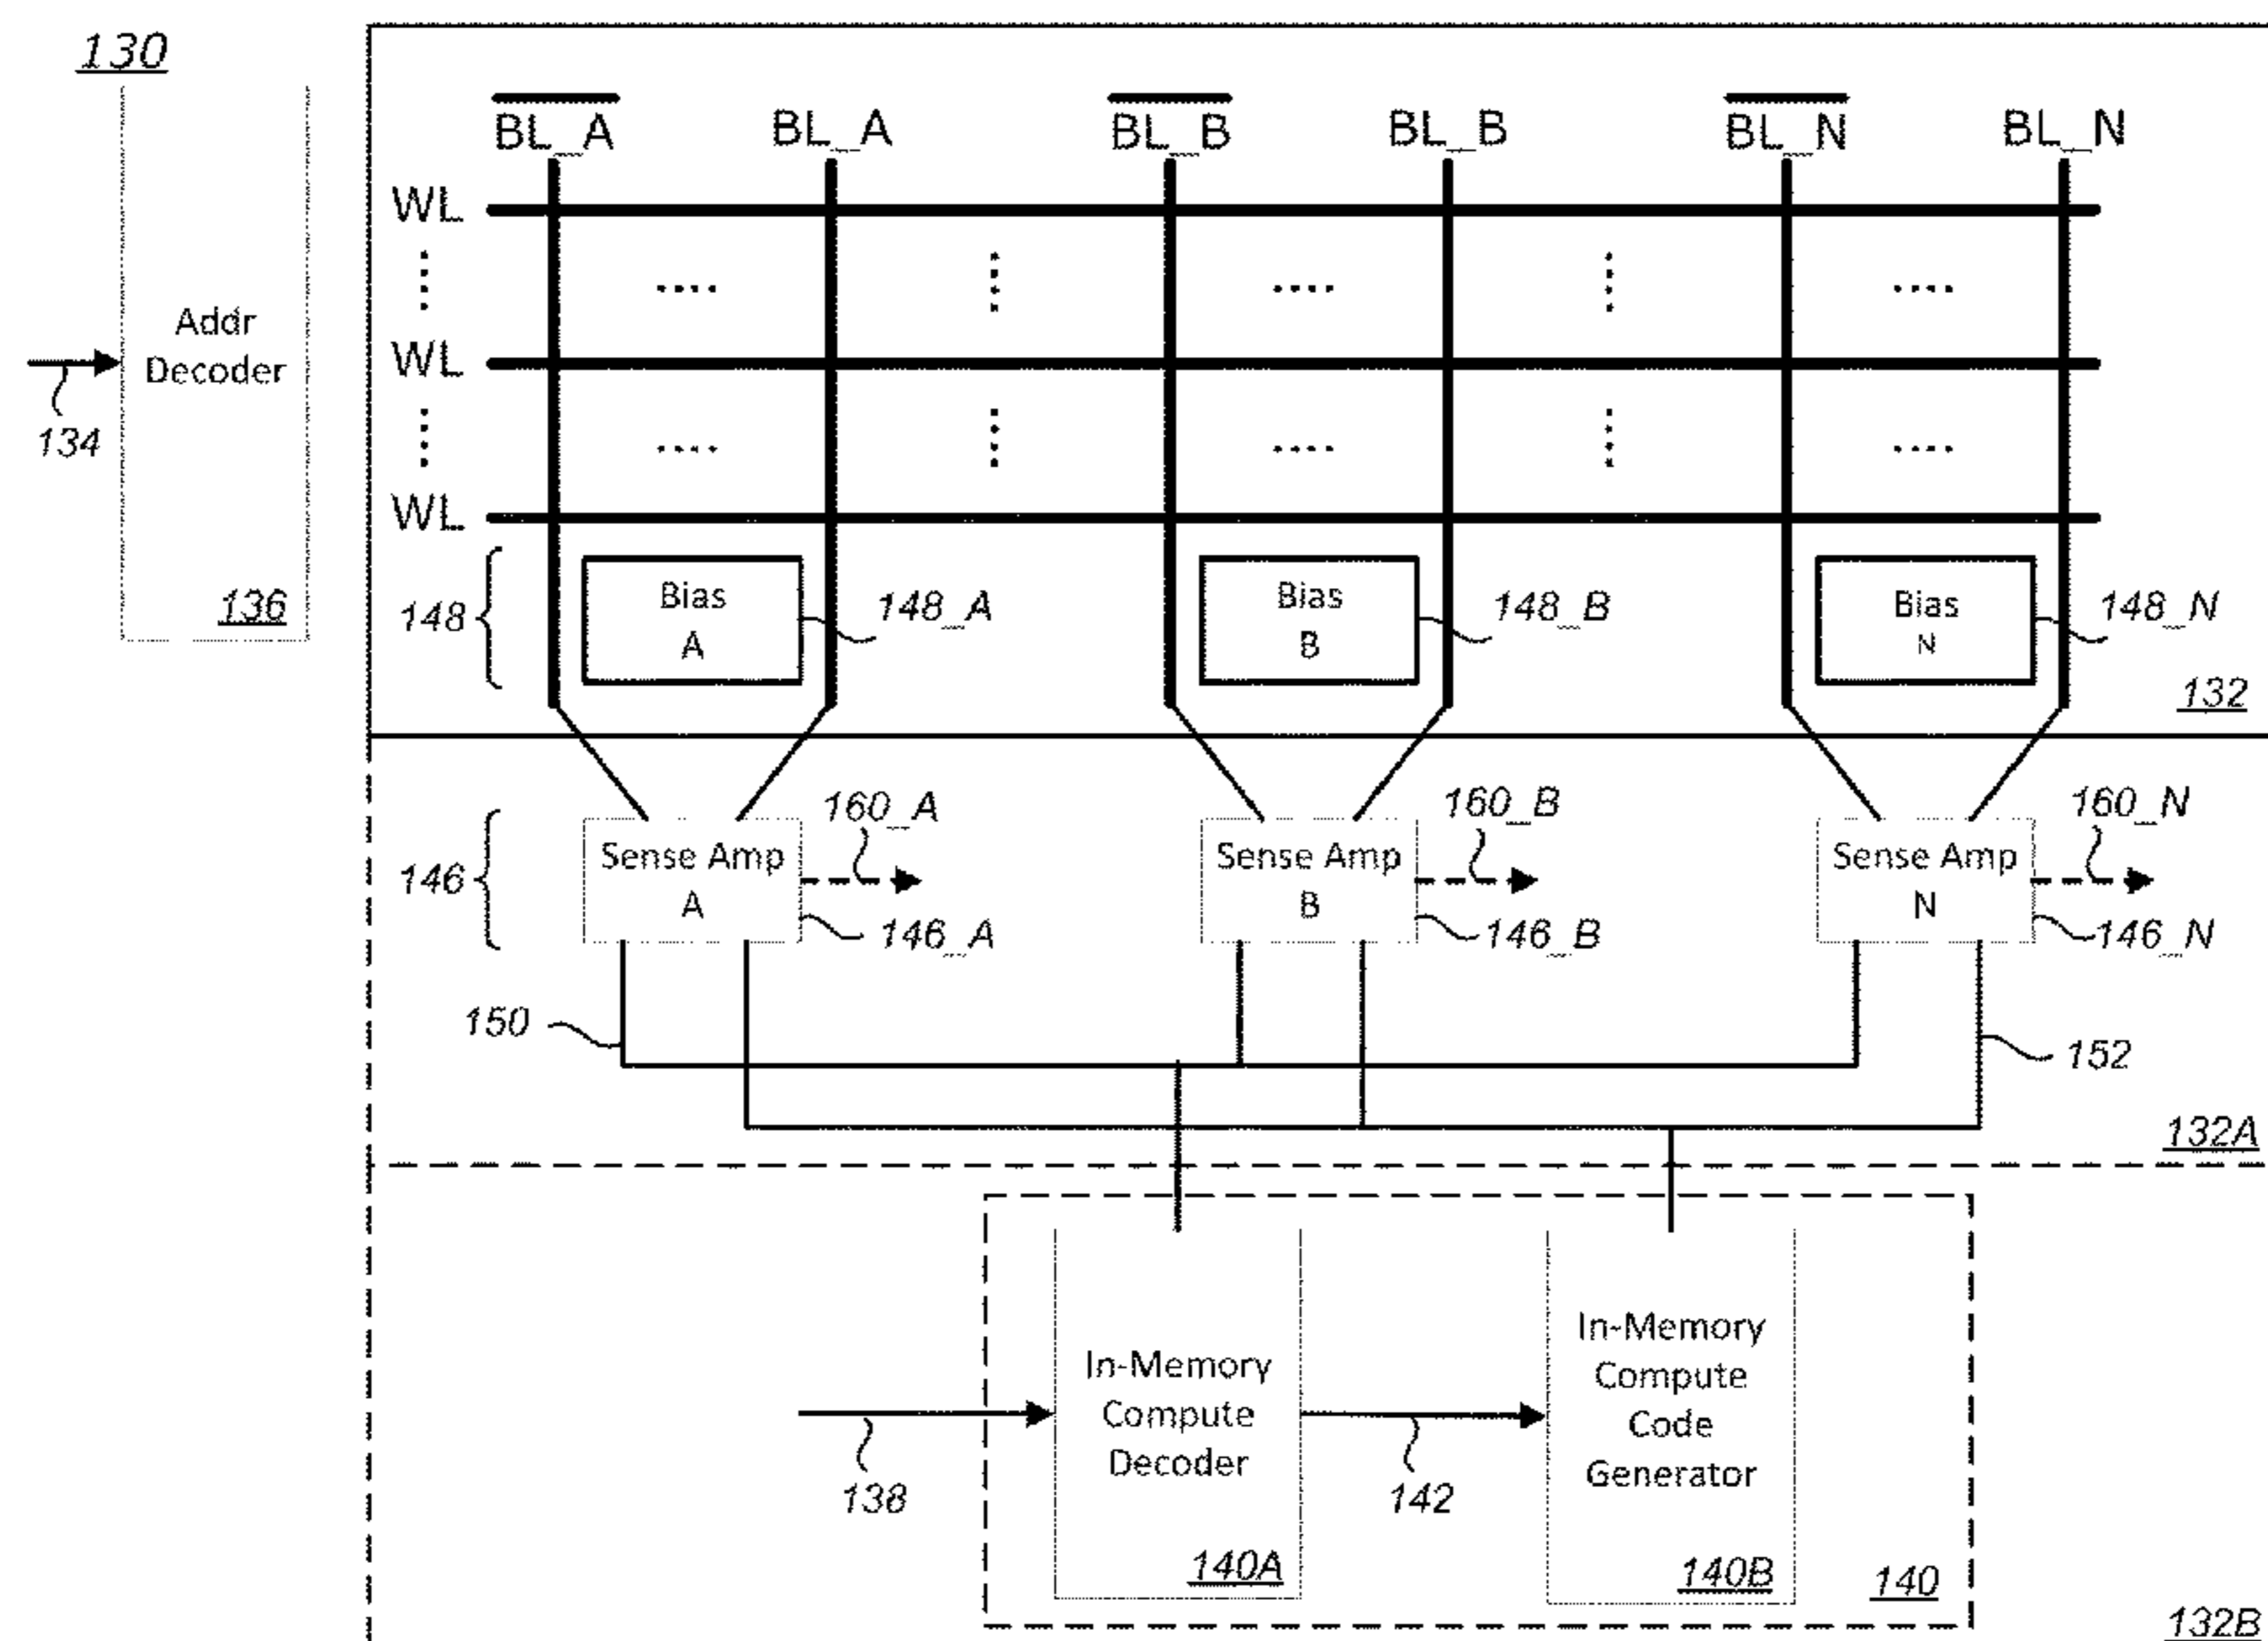 130
BL_A BL_A BL_B BL_B BL_N BL_N
WL
Addr
Decoder
WL
134
WL
136
148
Bias
A
148_A
Bias
B
148_B
Bias
N
148_N
132
146
Sense Amp
A
160_A
146_A
Sense Amp
B
160_B
146_B
Sense Amp
N
160_N
146_N
150
152
132A
In-Memory
Compute
Decoder
In-Memory
Compute
Code
Generator
138
142
140A
140B
140
132B